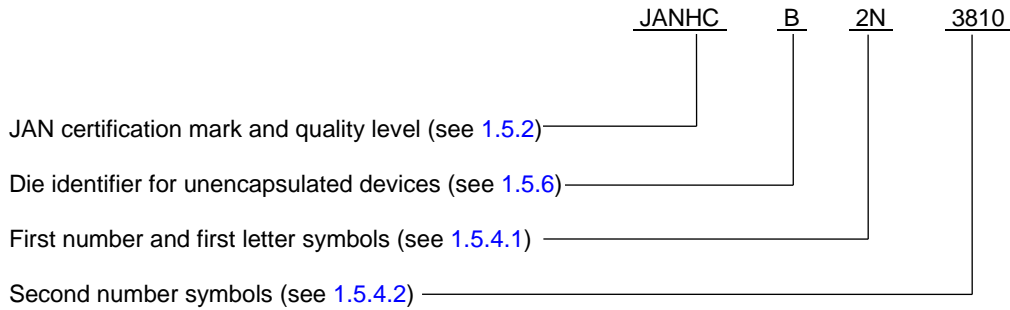 JANHC B 2N 3810
JAN certification mark and quality level (see 1.5.2)
Die identifier for unencapsulated devices (see 1.5.6)
First number and first letter symbols (see 1.5.4.1)
Second number symbols (see 1.5.4.2)